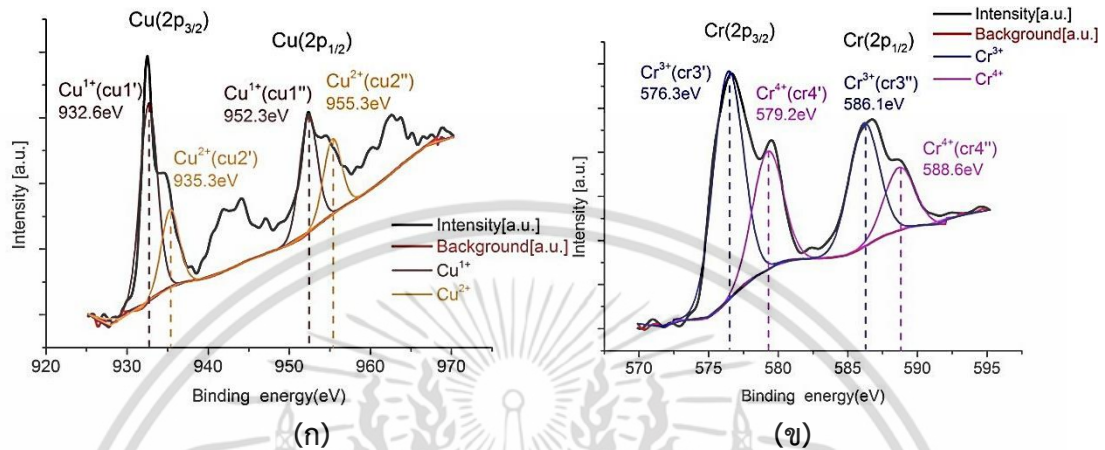 Cu(2p3/2)
Cu(2p1/2)
Cu1+(cu1')
932.6eV
Cu2+(cu2')
935.3eV
Cu1+(cu1'')
952.3eV
Cu2+(cu2'')
955.3eV
Intensity[a.u.]
Background[a.u.]
Cu1+
Cu2+
Intensity [a.u.]
920 930 940 950 960 970
Binding energy(eV)
(ก)
Intensity[a.u.]
Background[a.u.]
Cr3+
Cr4+
Cr(2p3/2)
Cr(2p1/2)
Cr3+(cr3')
576.3eV
Cr4+(cr4')
579.2eV
Cr3+(cr3'')
586.1eV
Cr4+(cr4'')
588.6eV
Intensity [a.u.]
570 575 580 585 590 595
Binding energy(eV)
(ข)